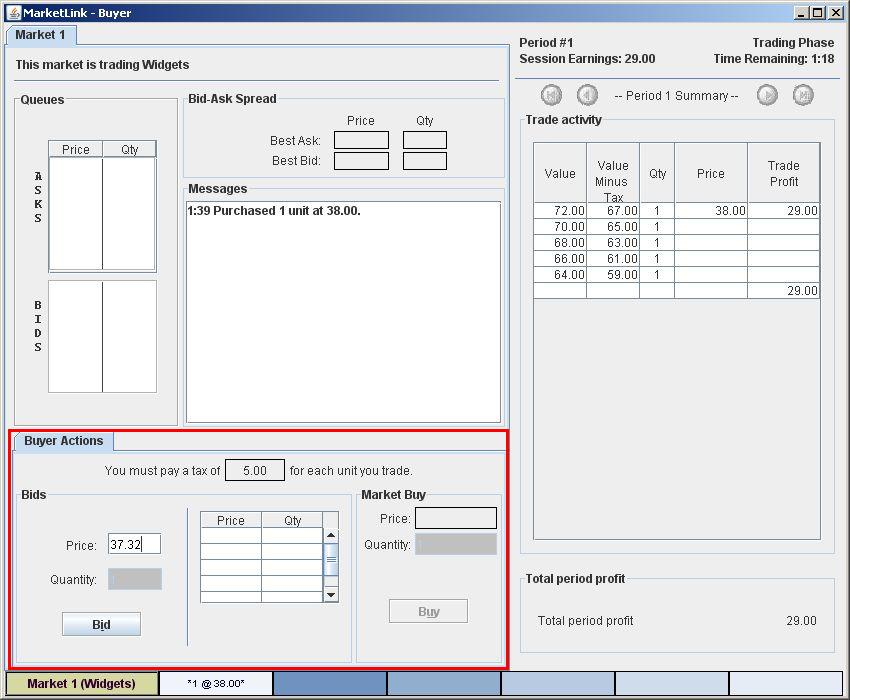 MarketLink - Buyer
Market 1
This market is trading Widgets
Queues
Price Qty
A
S
K
S
B
I
D
S
Bid-Ask Spread
Price Qty
Best Ask:
Best Bid:
Messages
1:39 Purchased 1 unit at 38.00.
Buyer Actions
You must pay a tax of 5.00 for each unit you trade.
Bids
Price: 37.32
Quantity:
Bid
Price Qty
Market Buy
Price:
Quantity:
Buy
Period #1 Trading Phase
Session Earnings: 29.00 Time Remaining: 1:18
-- Period 1 Summary --
Trade activity
Value Value Minus Tax Qty Price Trade Profit
72.00 67.00 1 38.00 29.00
70.00 65.00 1
68.00 63.00 1
66.00 61.00 1
64.00 59.00 1
29.00
Total period profit
Total period profit 29.00
Market 1 (Widgets) *1 @ 38.00*